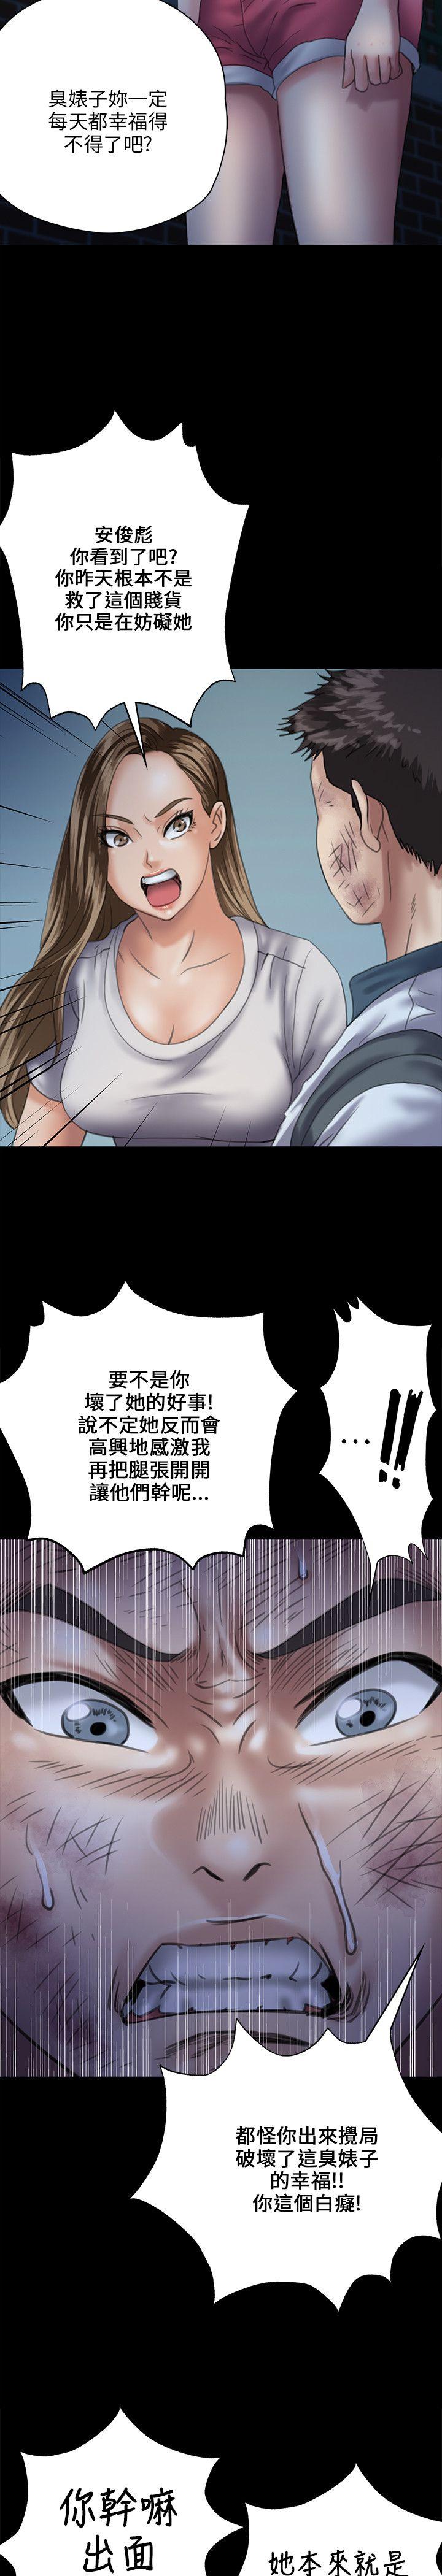 臭婊子妳一定
每天都幸福得
不得了吧?
安俊彪
你看到了吧?
你昨天根本不是
救了這個賤貨
你只是在妨礙她
要不是你
壞了她的好事!
說不定她反而會
高興地感激我
再把腿張開開
讓他們幹呢...
...!!
都怪你出來攪局
破壞了這臭婊子
的幸福!!
你這個白癡!
你幹嘛
出面
她本來就是